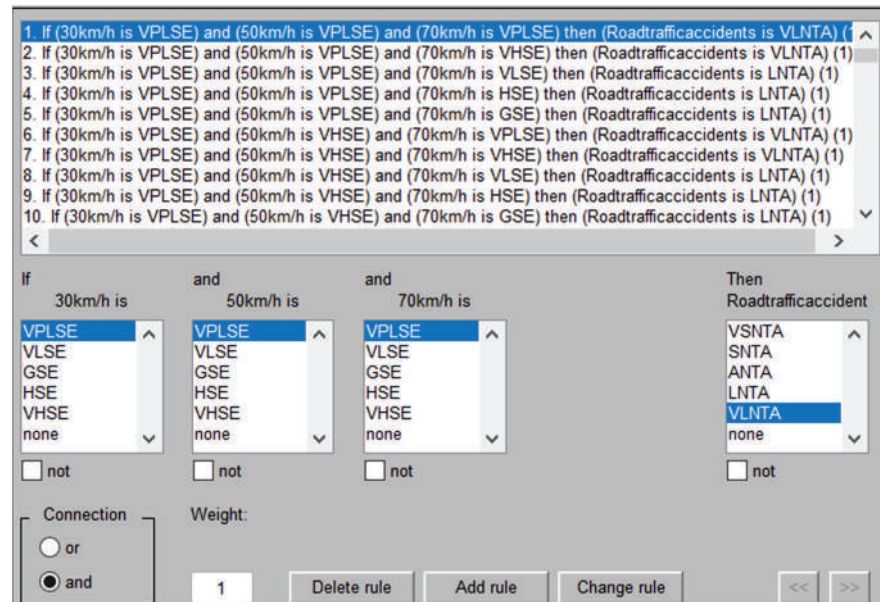 1. If (30km/h is VPLSE) and (50km/h is VPLSE) and (70km/h is VPLSE) then (Roadtrafficaccidents is VLNTA) (1
2. If (30km/h is VPLSE) and (50km/h is VPLSE) and (70km/h is VHSE) then (Roadtrafficaccidents is VLNTA) (1)
3. If (30km/h is VPLSE) and (50km/h is VPLSE) and (70km/h is VLSE) then (Roadtrafficaccidents is LNTA) (1)
4. If (30km/h is VPLSE) and (50km/h is VPLSE) and (70km/h is HSE) then (Roadtrafficaccidents is LNTA) (1)
5. If (30km/h is VPLSE) and (50km/h is VPLSE) and (70km/h is GSE) then (Roadtrafficaccidents is LNTA) (1)
6. If (30km/h is VPLSE) and (50km/h is VHSE) and (70km/h is VPLSE) then (Roadtrafficaccidents is VLNTA) (1)
7. If (30km/h is VPLSE) and (50km/h is VHSE) and (70km/h is VHSE) then (Roadtrafficaccidents is VLNTA) (1)
8. If (30km/h is VPLSE) and (50km/h is VHSE) and (70km/h is VLSE) then (Roadtrafficaccidents is LNTA) (1)
9. If (30km/h is VPLSE) and (50km/h is VHSE) and (70km/h is HSE) then (Roadtrafficaccidents is LNTA) (1)
10. If (30km/h is VPLSE) and (50km/h is VHSE) and (70km/h is GSE) then (Roadtrafficaccidents is LNTA) (1)
If
30km/h is
VPLSE
VLSE
GSE
HSE
VHSE
none
not
and
50km/h is
VPLSE
VLSE
GSE
HSE
VHSE
none
not
and
70km/h is
VPLSE
VLSE
GSE
HSE
VHSE
none
not
Then
Roadtrafficaccident
VSNTA
SNTA
ANTA
LNTA
VLNTA
none
not
Connection
or
and
Weight:
1
Delete rule
Add rule
Change rule
<<
>>